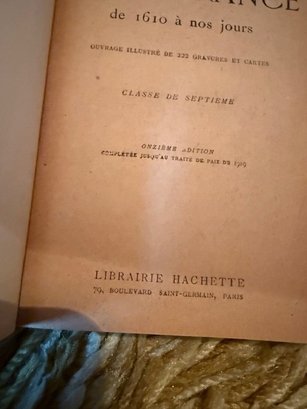 de 1610 à nos jours
OUVRAGE ILLUSTRÉ DE 222 GRAVURES ET CARTES
CLASSE DE SEPTIÈME
ONZIÈME ÉDITION
COMPLÉTÉE JUSQU'AU TRAITÉ DE PAIX DE 1919
LIBRAIRIE HACHETTE
79, BOULEVARD SAINT-GERMAIN, PARIS